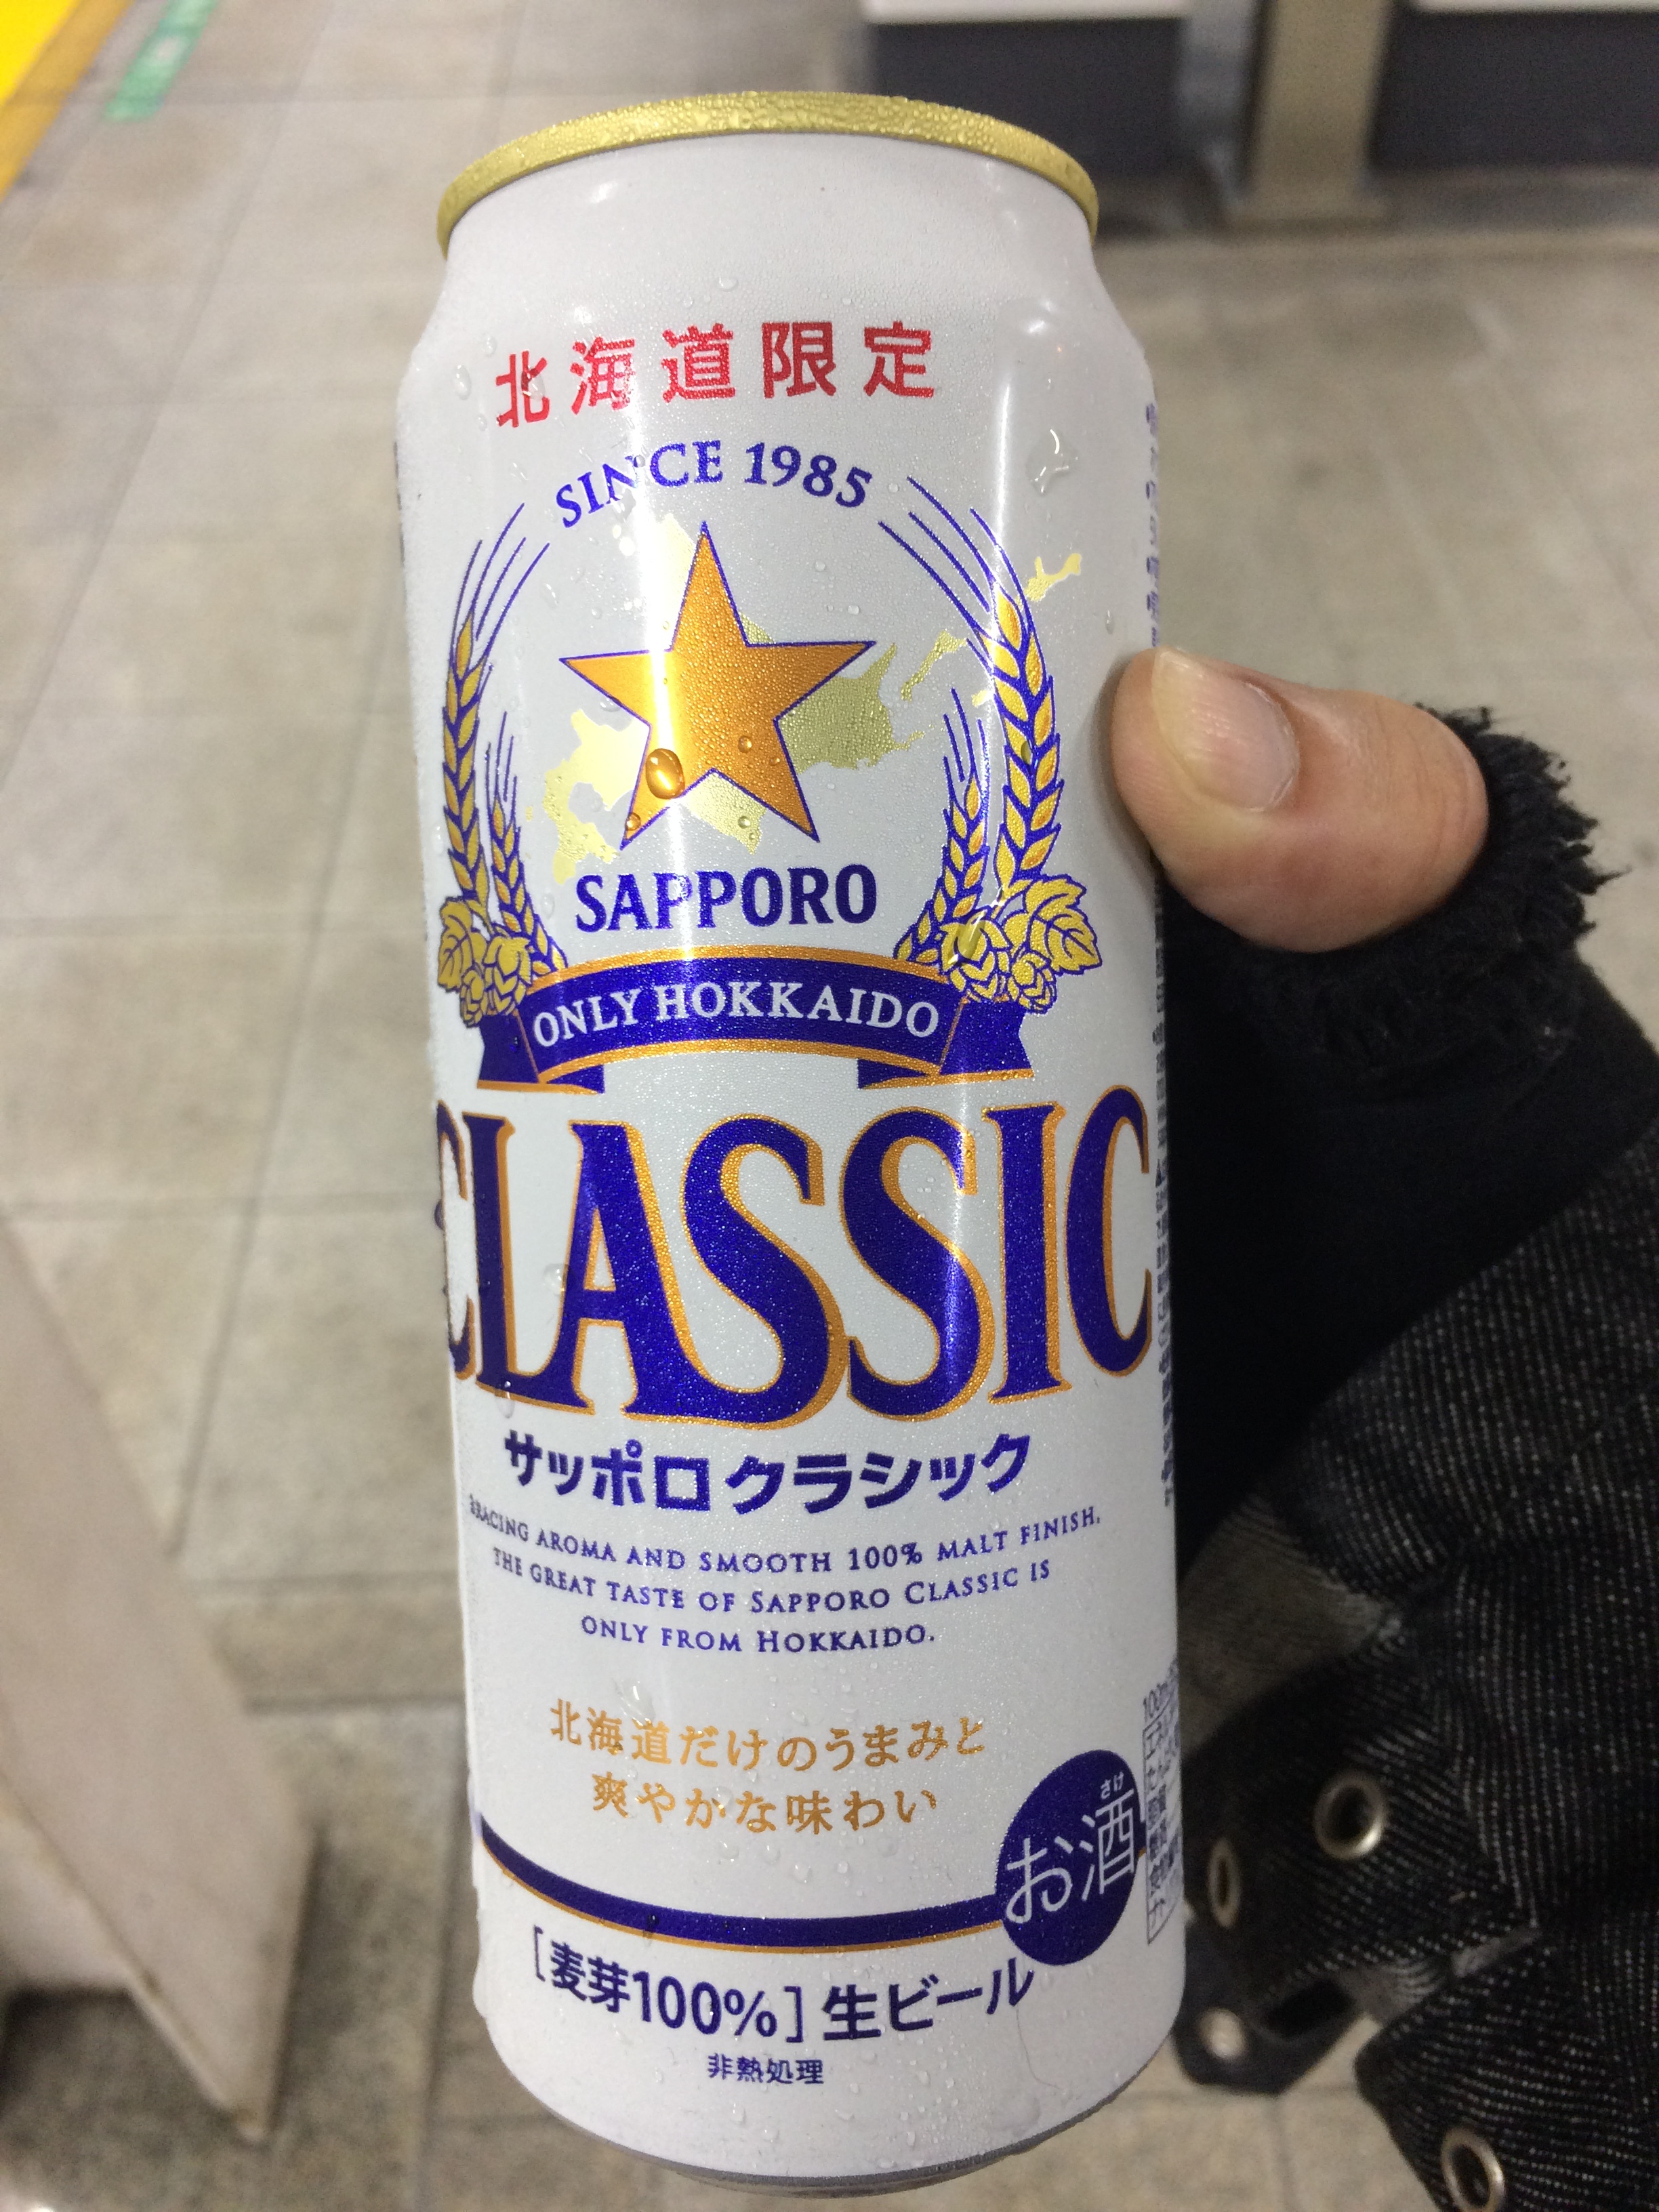 北海道限定
SINCE 1985
SAPPORO
ONLY HOKKAIDO
CLASSIC
サッポロクラシック
BRACING AROMA AND SMOOTH 100% MALT FINISH.
THE GREAT TASTE OF SAPPORO CLASSIC IS
ONLY FROM HOKKAIDO.
北海道だけのうまみと
爽やかな味わい
さけ
お酒
[麦芽100%]生ビール
非熱処理